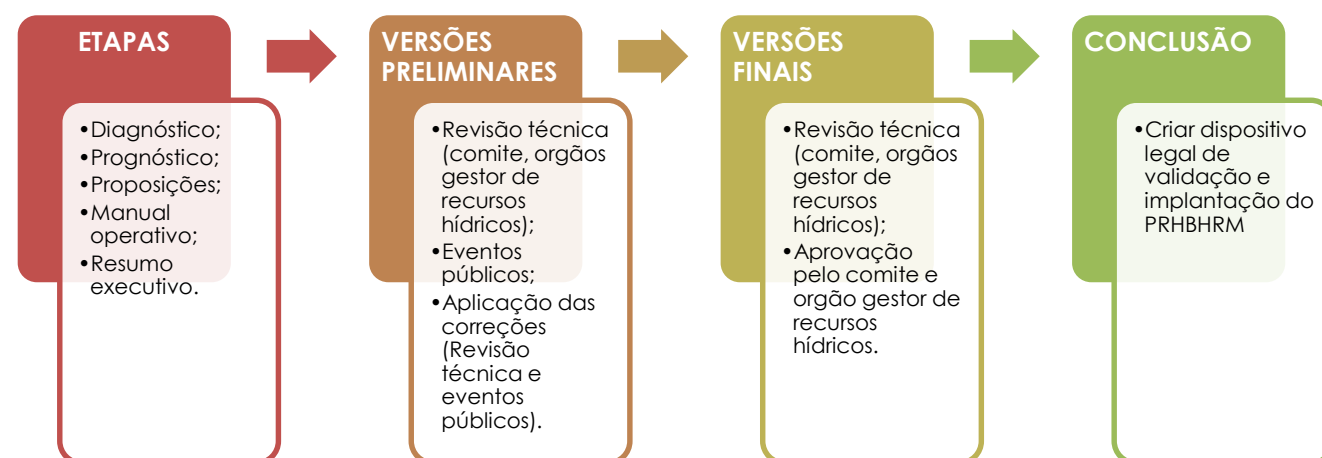 ETAPAS
•Diagnóstico;
•Prognóstico;
•Proposições;
•Manual
operativo;
•Resumo
executivo.
VERSÕES
PRELIMINARES
•Revisão técnica
(comite, orgãos
gestor de
recursos
hídricos);
•Eventos
públicos;
•Aplicação das
correções
(Revisão
técnica e
eventos
públicos).
VERSÕES
FINAIS
•Revisão técnica
(comite, orgãos
gestor de
recursos
hídricos);
•Aprovação
pelo comite e
orgão gestor de
recursos
hídricos.
CONCLUSÃO
•Criar dispositivo
legal de
validação e
implantação do
PRHBHRM